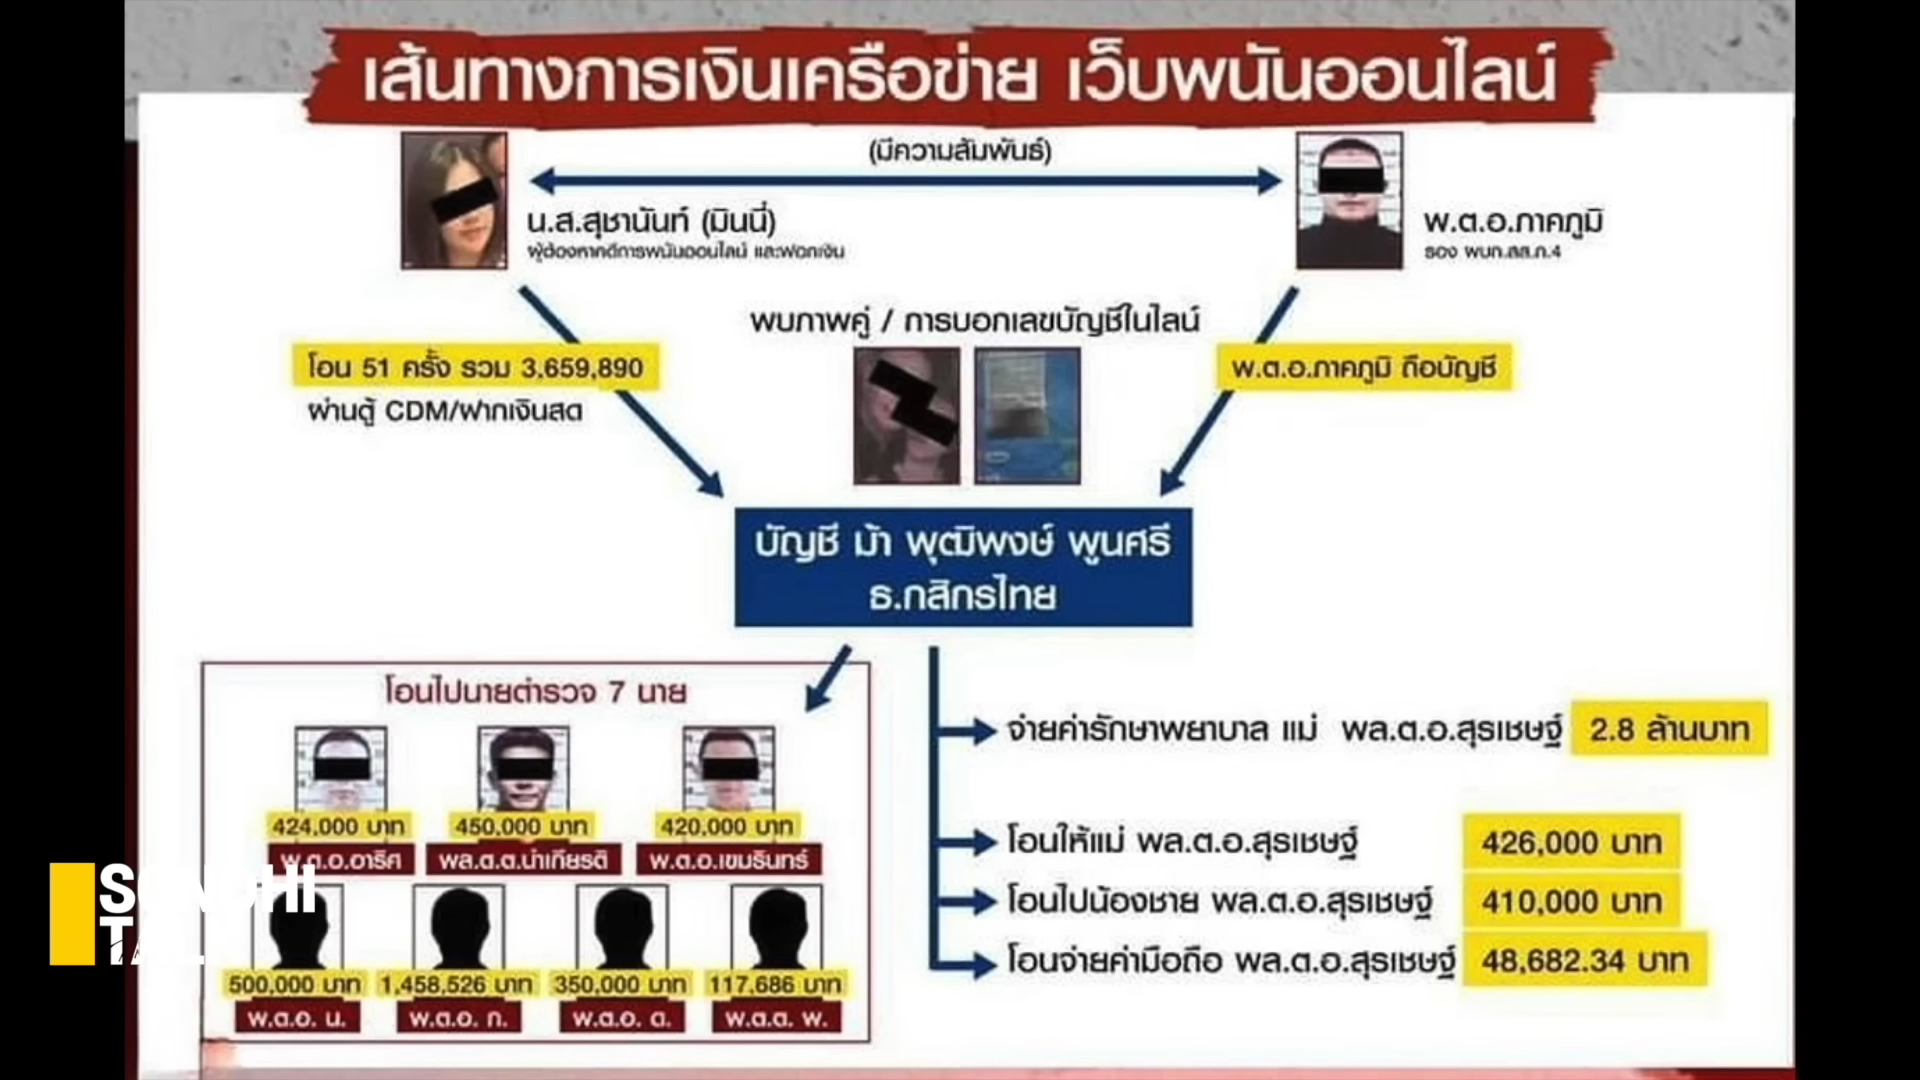 เส้นทางการเงินเครือข่าย เว็บพนันออนไลน์
(มีความสัมพันธ์)
น.ส.สุชานันท์ (มินนี่)
ผู้ต้องหาคดีการพนันออนไลน์ และฟอกเงิน
พ.ต.อ.ภาคภูมิ
รอง ผบก.สส.ภ.4
พบภาพคู่ / การบอกเลขบัญชีในไลน์
โอน 51 ครั้ง รวม 3,659,890
ผ่านตู้ CDM/ฝากเงินสด
พ.ต.อ.ภาคภูมิ ถือบัญชี
บัญชี ม้า พุฒิพงษ์ พูนศรี
ธ.กสิกรไทย
โอนไปนายตำรวจ 7 นาย
424,000 บาท
450,000 บาท
420,000 บาท
พ.ต.อ.อาริศ
พล.ต.ต.นำเกียรติ
พ.ต.อ.เขมรินทร์
500,000 บาท
1,458,526 บาท
350,000 บาท
117,686 บาท
พ.ต.อ. น.
พ.ต.อ. ก.
พ.ต.อ. ด.
พ.ต.ต. พ.
จ่ายค่ารักษาพยาบาล แม่ พล.ต.อ.สุรเชษฐ์ 2.8 ล้านบาท
โอนให้แม่ พล.ต.อ.สุรเชษฐ์ 426,000 บาท
โอนไปน้องชาย พล.ต.อ.สุรเชษฐ์ 410,000 บาท
โอนจ่ายค่ามือถือ พล.ต.อ.สุรเชษฐ์ 48,682.34 บาท
SONDHI
TALK